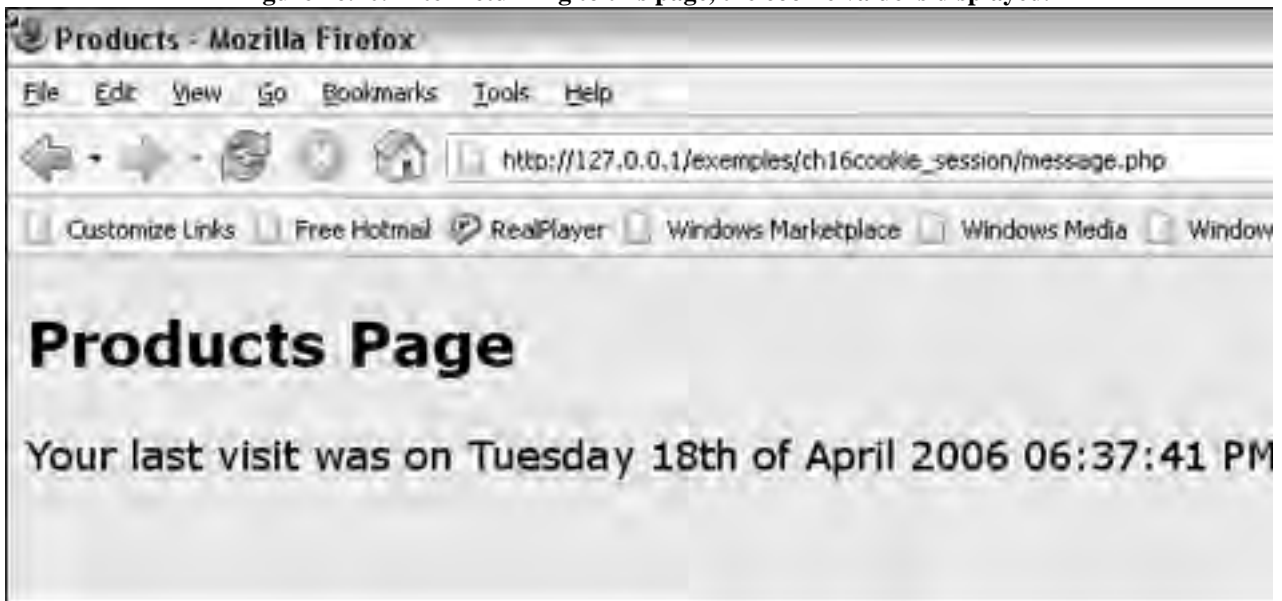 Products - Mozilla Firefox
File Edit View Go Bookmarks Tools Help
http://127.0.0.1/exemples/ch16cookie_session/message.php
Customize Links Free Hotmail RealPlayer Windows Marketplace Windows Media Window
Products Page
Your last visit was on Tuesday 18th of April 2006 06:37:41 PM